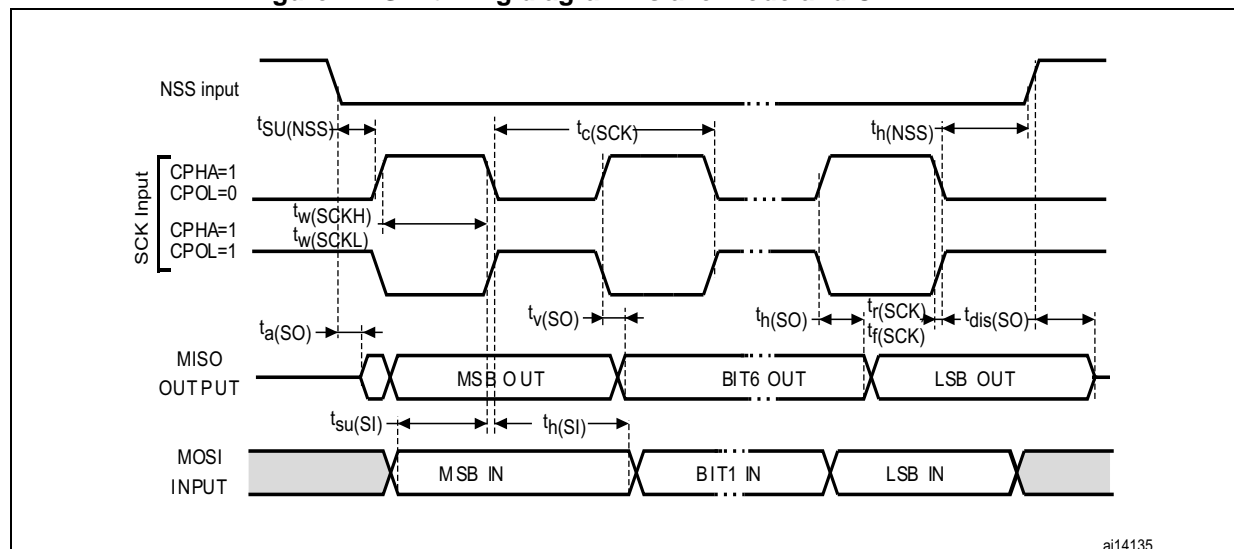 NSS input
tSU(NSS)
tc(SCK)
th(NSS)
SCK Input
CPHA=1
CPOL=0
tw(SCKH)
CPHA=1
tw(SCKL)
CPOL=1
ta(SO)
tv(SO)
th(SO)
tr(SCK)
tf(SCK)
tdis(SO)
MISO
OUTPUT
MSB OUT
BIT6 OUT
LSB OUT
tsu(SI)
th(SI)
MOSI
INPUT
MSB IN
BIT1 IN
LSB IN
ai14135